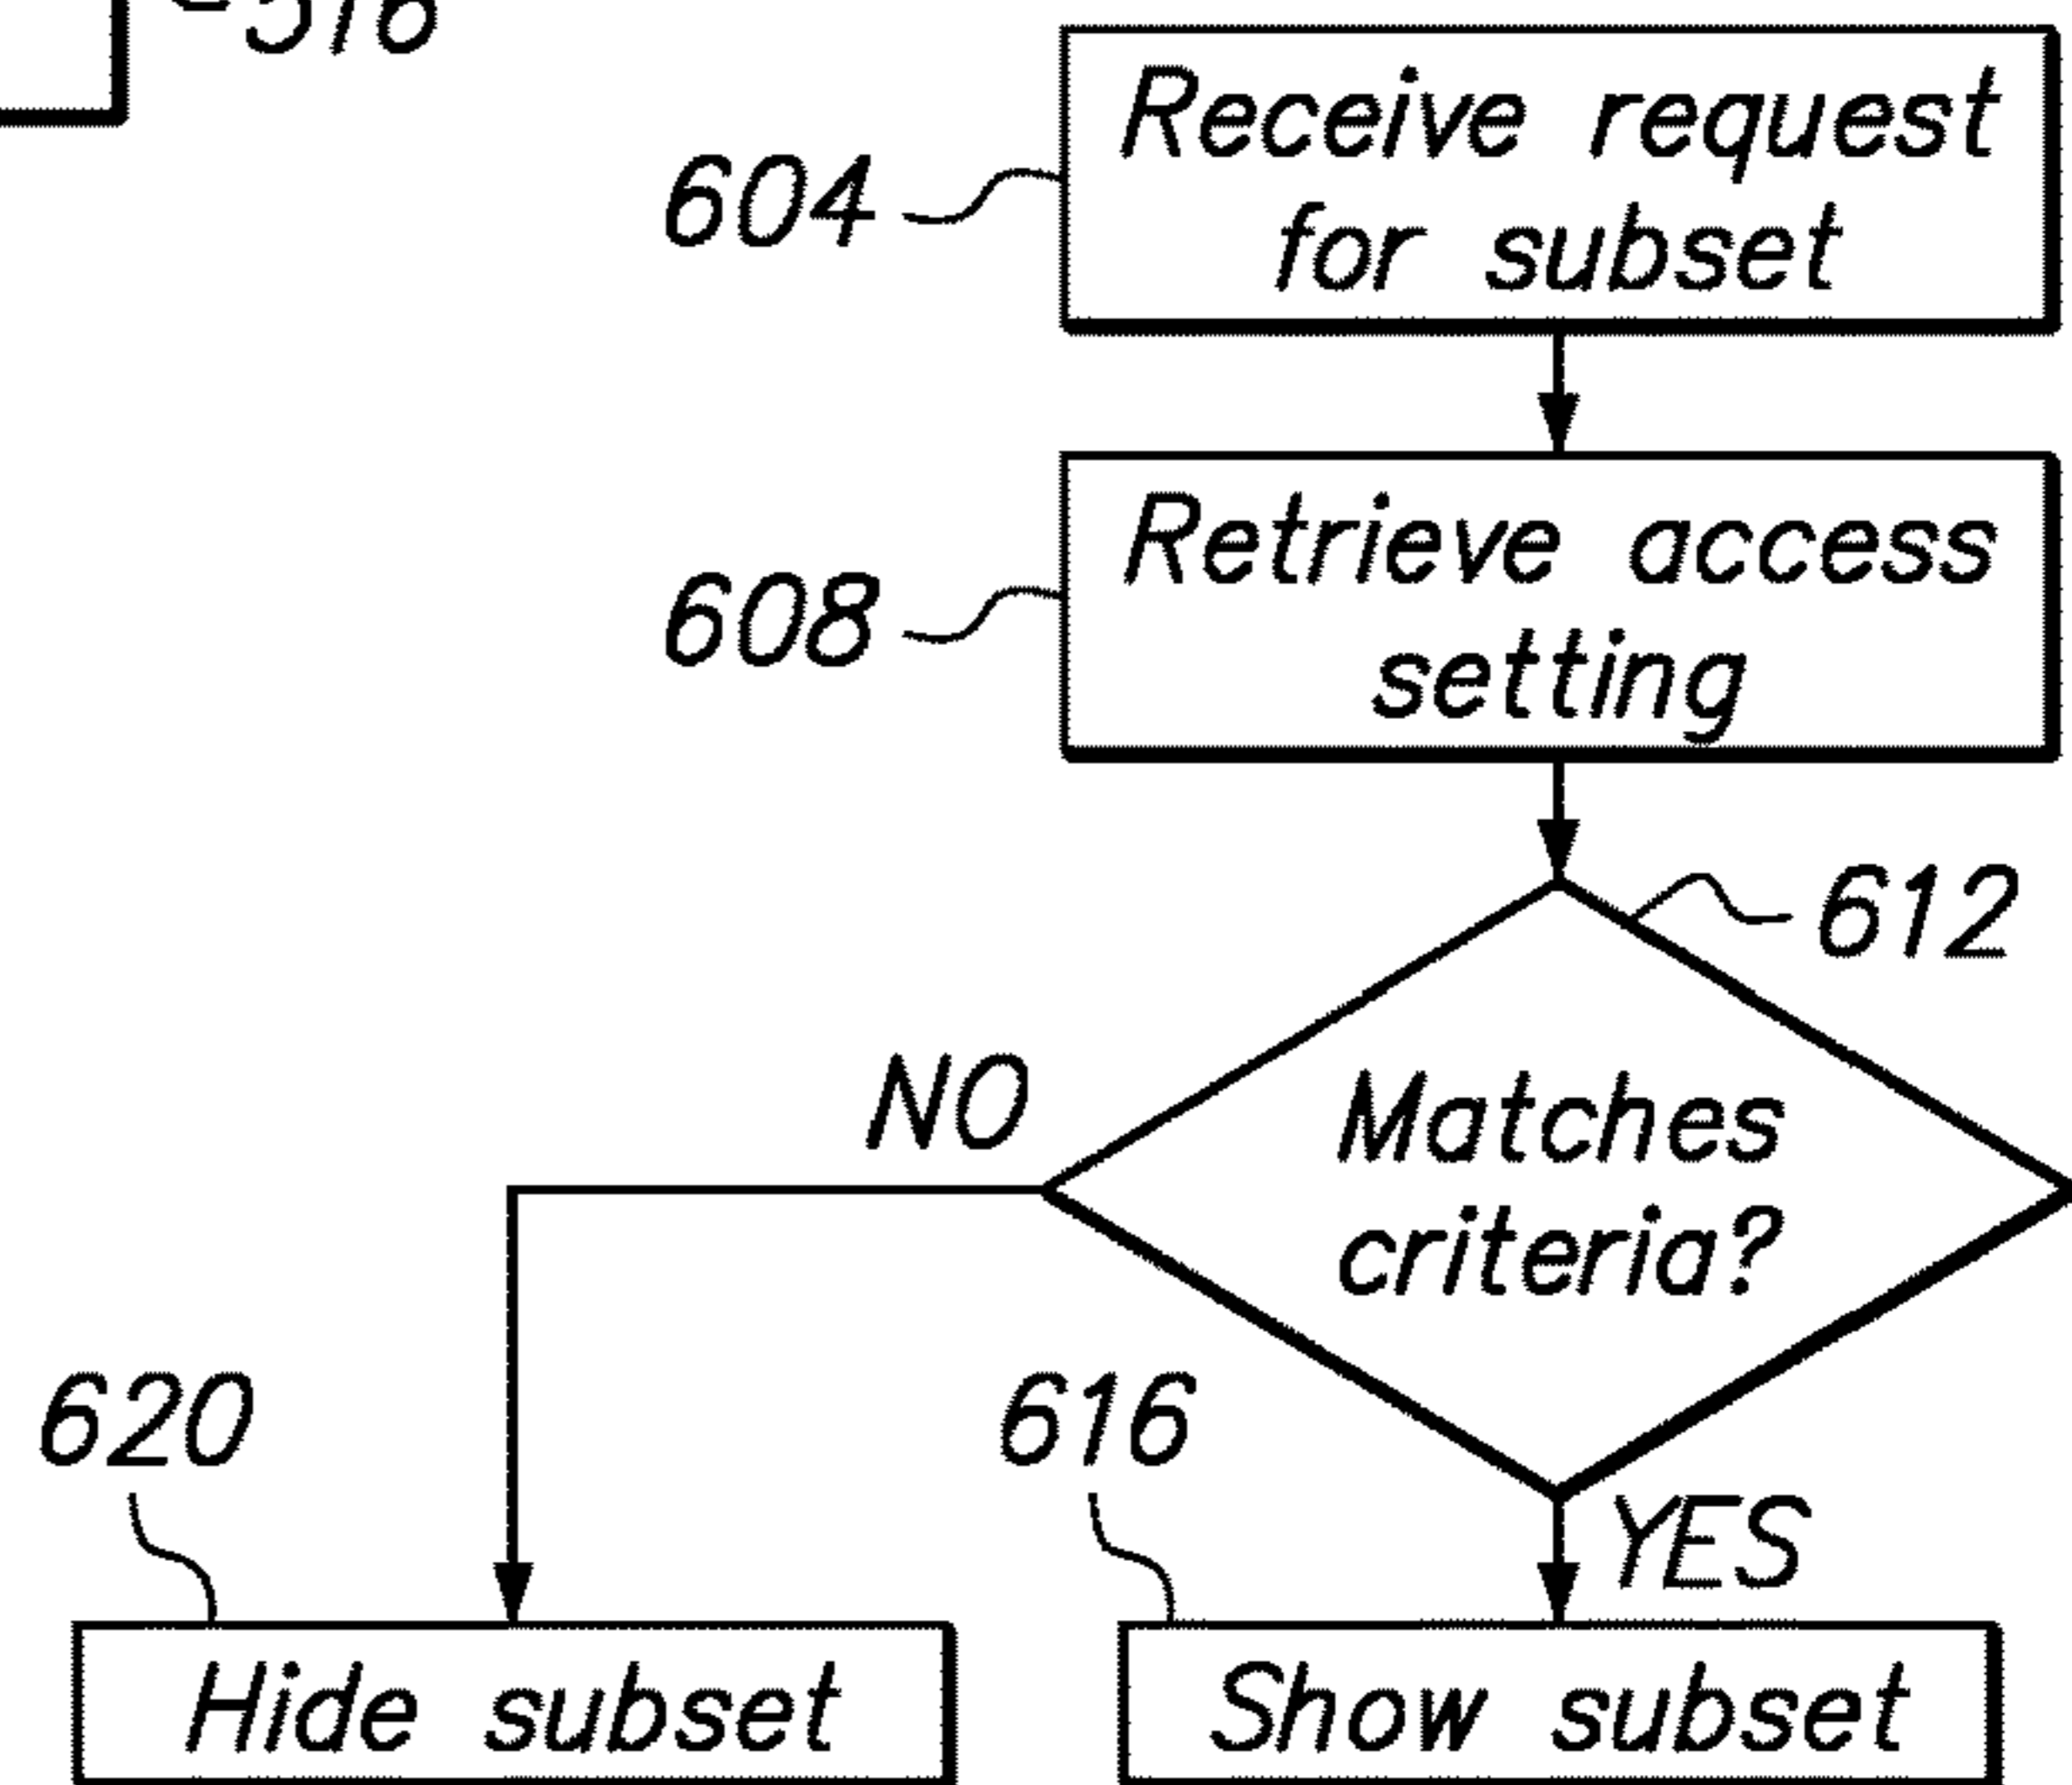 516
Receive request
for subset
604
Retrieve access
setting
608
612
Matches
criteria?
NO
YES
620
616
Hide subset
Show subset